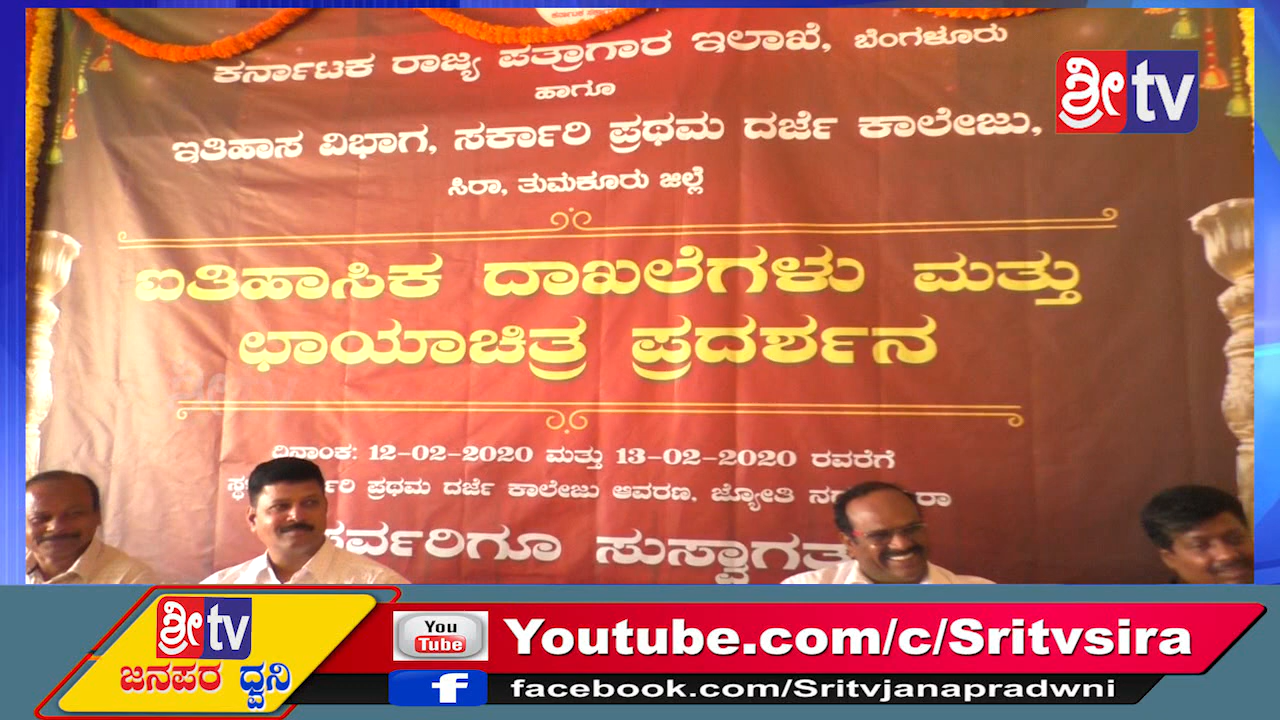 ಕರ್ನಾಟಕ ರಾಜ್ಯ ಪತ್ರಾಗಾರ ಇಲಾಖೆ, ಬೆಂಗಳೂರು
ಹಾಗೂ
ಶ್ರೀ tv
ಇತಿಹಾಸ ವಿಭಾಗ, ಸರ್ಕಾರಿ ಪ್ರಥಮ ದರ್ಜೆ ಕಾಲೇಜು,
ಸಿರಾ, ತುಮಕೂರು ಜಿಲ್ಲೆ
ಐತಿಹಾಸಿಕ ದಾಖಲೆಗಳು ಮತ್ತು
ಛಾಯಾಚಿತ್ರ ಪ್ರದರ್ಶನ
ದಿನಾಂಕ: 12-02-2020 ಮತ್ತು 13-02-2020 ರವರೆಗೆ
ಪ್ರಥಮ ದರ್ಜೆ ಕಾಲೇಜು ಆವರಣ, ಜ್ಯೋತಿ
ಸುಸ್ವಾಗತ
ಶ್ರೀ tv
ಜನಪರ ಧ್ವನಿ
You Tube
Youtube.com/c/Sritvsira
f
facebook.com/Sritvjanapradwni